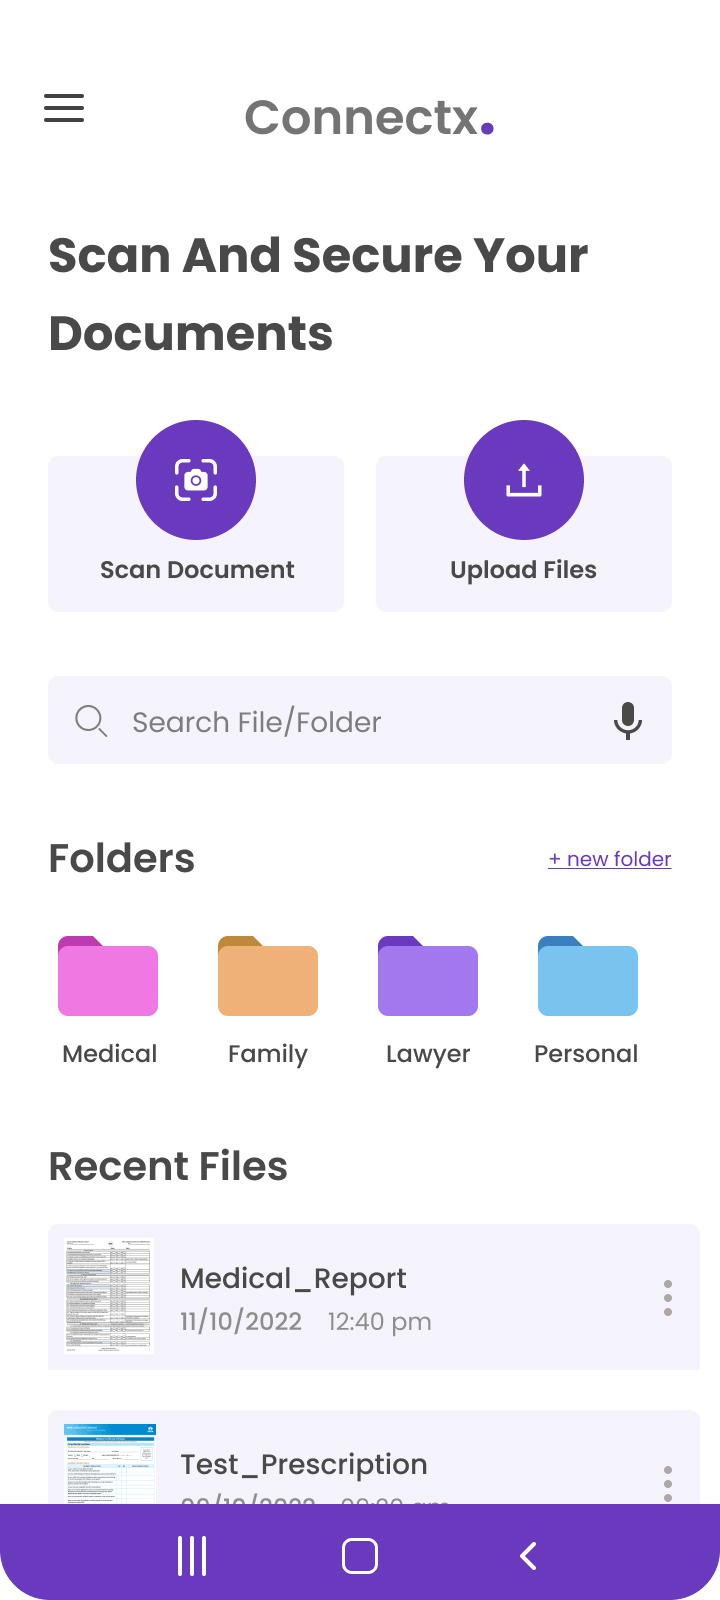 Connectx.
Scan And Secure Your
Documents
Scan Document
Upload Files
Search File/Folder
Folders
+ new folder
Medical
Family
Lawyer
Personal
Recent Files
Medical_Report
11/10/2022 12:40 pm
Test_Prescription